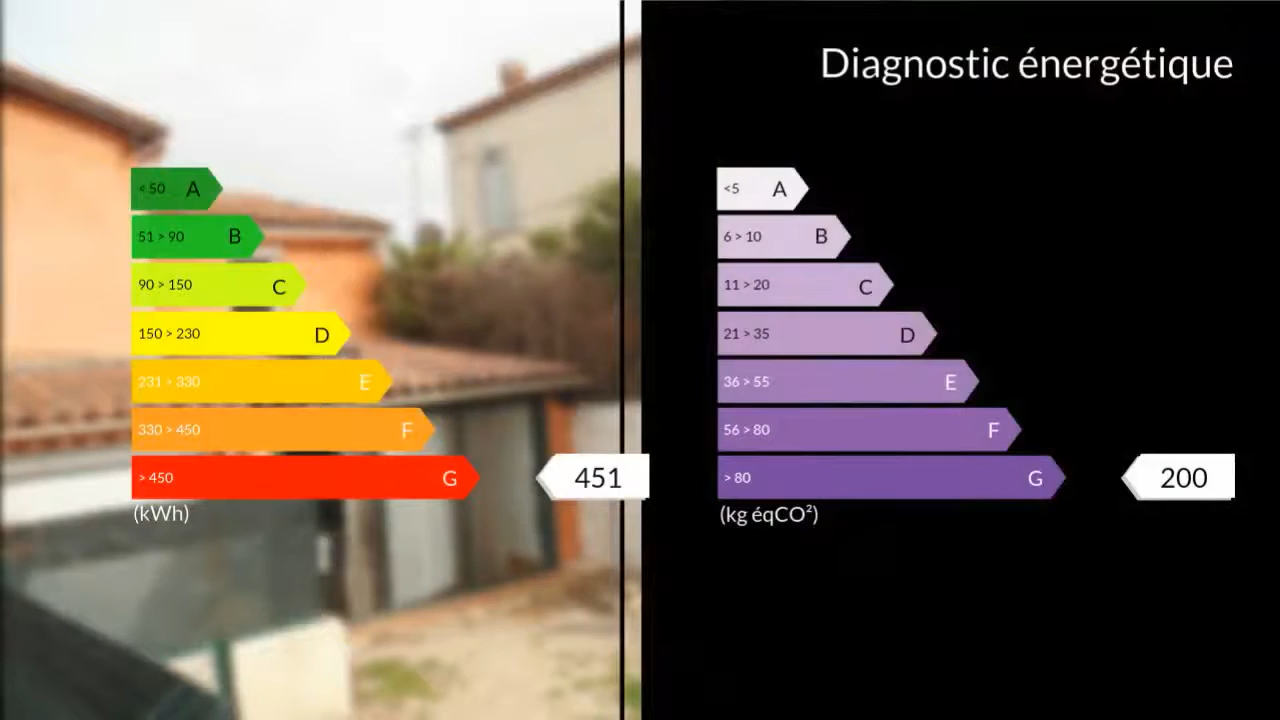 Diagnostic énergétique
< 50 A
51 > 90 B
90 > 150 C
150 > 230 D
231 > 330 E
330 > 450 F
> 450 G
451
(kWh)
<5 A
6 > 10 B
11 > 20 C
21 > 35 D
36 > 55 E
56 > 80 F
> 80 G
200
(kg éqCO²)